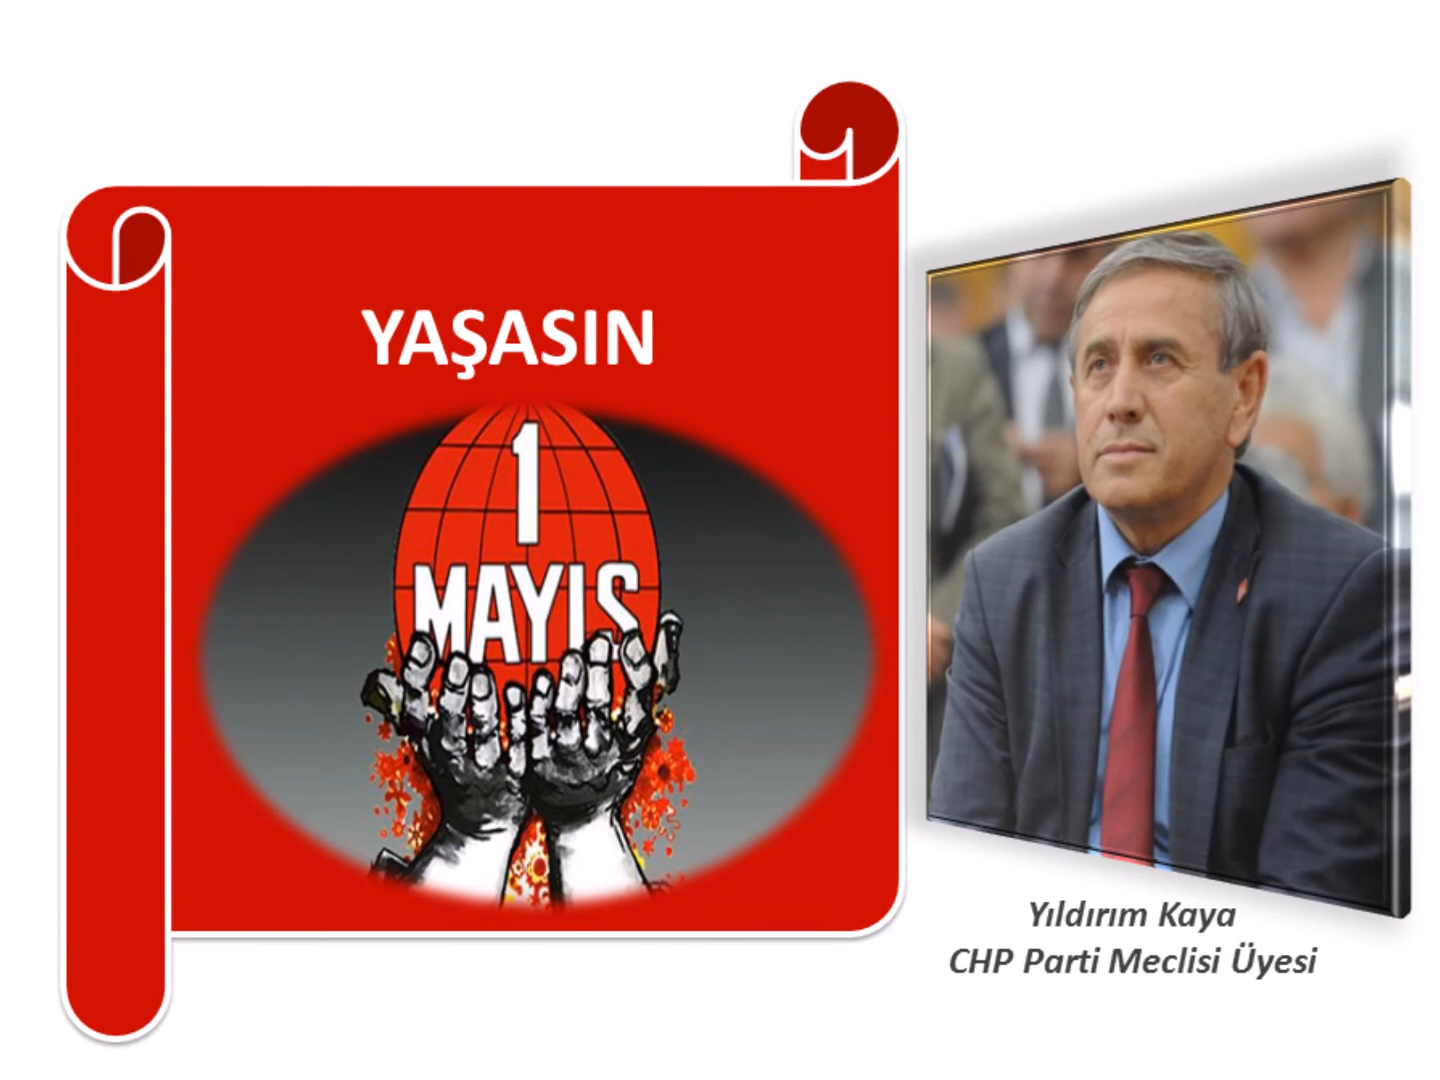 YAŞASIN
1
MAYIS
Yıldırım Kaya
CHP Parti Meclisi Üyesi